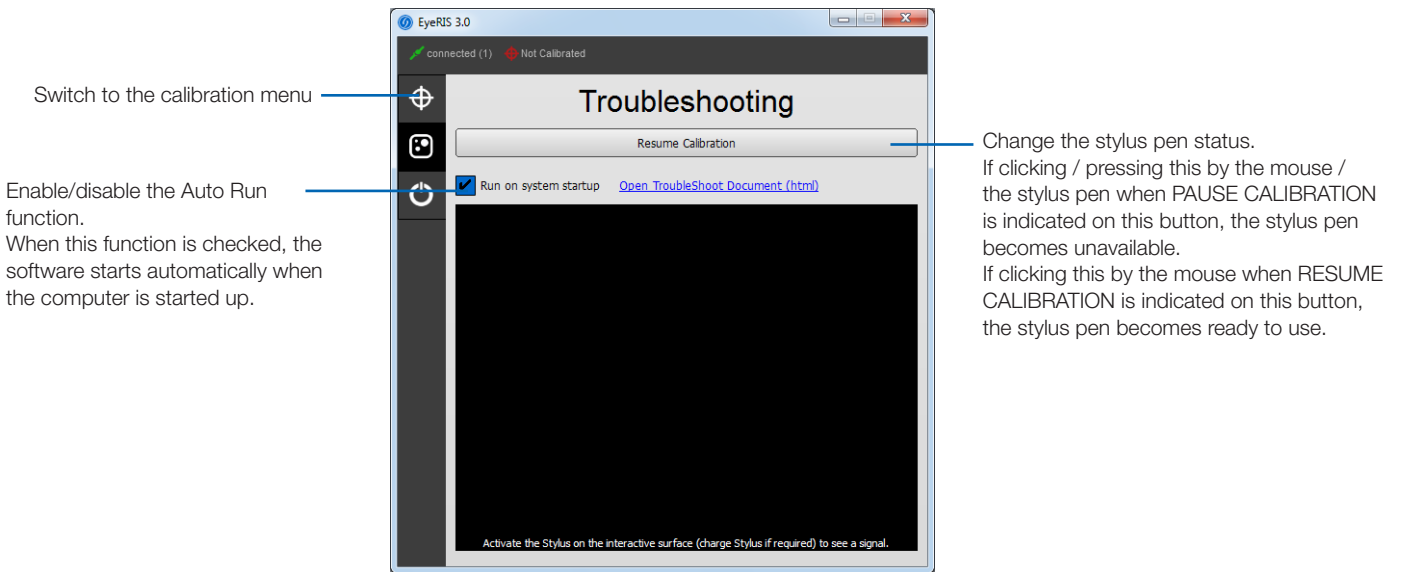 EyeRIS 3.0
connected (1) Not Calibrated
Switch to the calibration menu
Troubleshooting
Resume Calibration
Change the stylus pen status.
If clicking / pressing this by the mouse /
the stylus pen when PAUSE CALIBRATION
is indicated on this button, the stylus pen
becomes unavailable.
If clicking this by the mouse when RESUME
CALIBRATION is indicated on this button,
the stylus pen becomes ready to use.
Enable/disable the Auto Run
function.
When this function is checked, the
software starts automatically when
the computer is started up.
Run on system startup Open TroubleShoot Document (html)
Activate the Stylus on the interactive surface (charge Stylus if required) to see a signal.